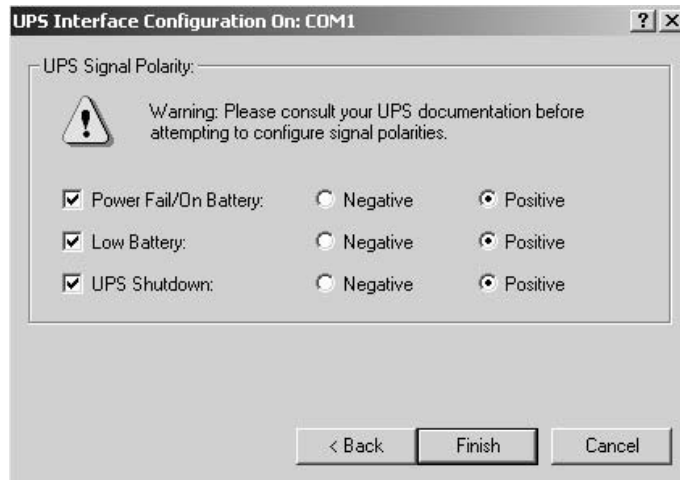 UPS Interface Configuration On: COM1
UPS Signal Polarity:
Warning: Please consult your UPS documentation before
attempting to configure signal polarities.
Power Fail/On Battery: Negative Positive
Low Battery: Negative Positive
UPS Shutdown: Negative Positive
< Back Finish Cancel